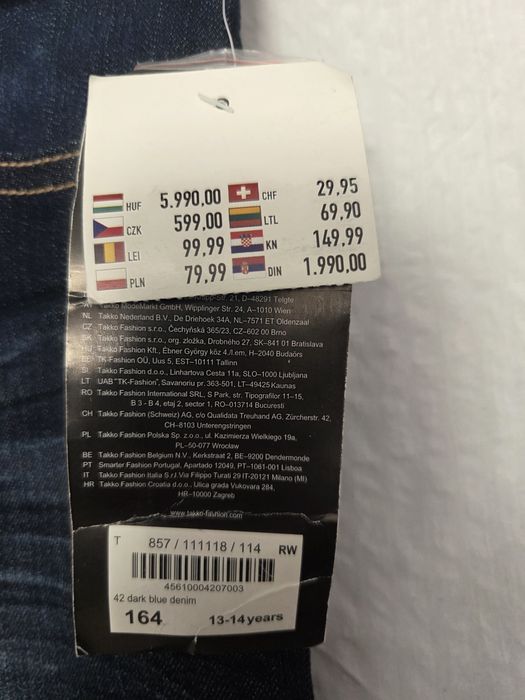 HUF 5.990,00 CHF 29.95
CZK 599,00 LTL 69,90
LEI 99,99 KN 149,99
PLN 79,99 DIN 1.990,00
21, D-48291 Telgte
Takko ModeMarkt GmbH, Wipplinger Str. 24, A-1010 Wien
NL Takko Nederland B.V., De Driehoek 34A, NL-7571 ET Oldenzaal
CZ Takko Fashion s.r.o., Čechyňská 365/23, CZ-602 00 Brno
SK Takko Fashion s.r.o., org. zložka, Drobného 27, SK-841 01 Bratislava
HU Takko Fashion Kft., Ébner György köz 4./I.em, H-2040 Budaörs
EE TK-Fashion OÜ, Uus 5, EST-10111 Tallinn
SL Takko Fashion d.o.o., Linhartova Cesta 11a, SLO-1000 Ljubljana
LT UAB "TK-Fashion", Savanoriu pr. 363-501, LT-49425 Kaunas
RO Takko Fashion International SRL, S Park, str. Tipografilor 11-15,
B 3 - B 4, etaj 2, sector 1, RO-013714 Bucuresti
CH Takko Fashion (Schweiz) AG, c/o Qualidata Treuhand AG, Zürcherstr. 42,
CH-8103 Unterengstringen
PL Takko Fashion Polska Sp. z.o.o., ul. Kazimierza Wielkiego 19a,
PL-50-077 Wrocław
BE Takko Fashion Belgium N.V., Kerkstraat 2, BE-9200 Dendermonde
PT Smarter Fashion Portugal, Apartado 12049, PT-1061-001 Lisboa
IT Takko Fashion Italia S.r.l. Via Filippo Turati 29 IT-20121 Milano (MI)
HR Takko Fashion Croatia d.o.o., Ulica grada Vukovara 284,
HR-10000 Zagreb
www.takko-fashion.com
T 857 / 111118 / 114 RW
45610004207003
42 dark blue denim
164 13-14 years